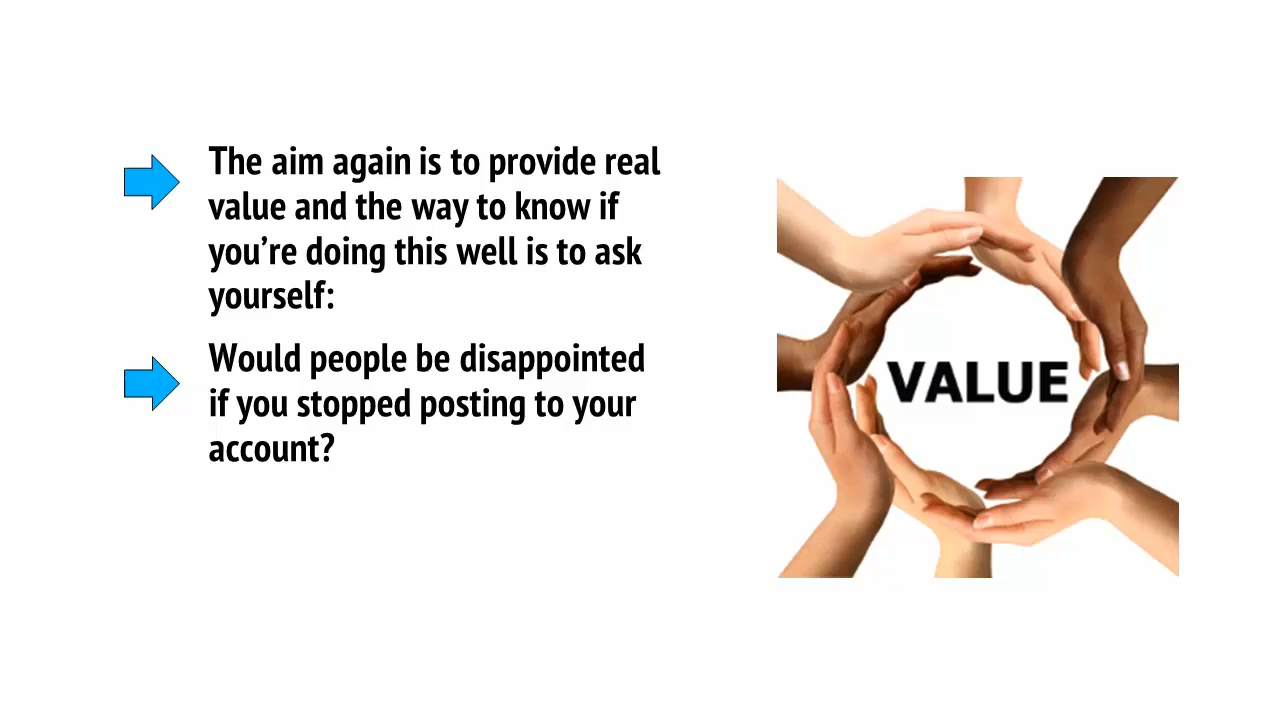 The aim again is to provide real
value and the way to know if
you’re doing this well is to ask
yourself:
Would people be disappointed
if you stopped posting to your
account?
VALUE